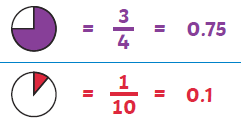 = 3/4 = 0.75
= 1/10 = 0.1